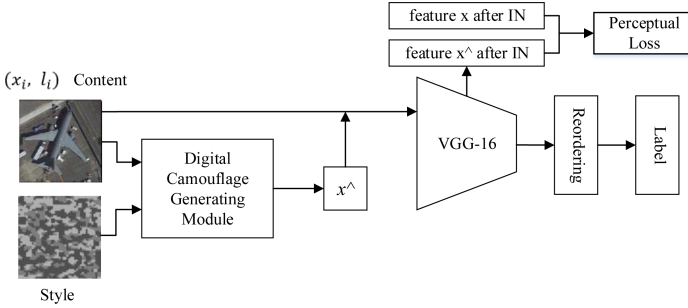 feature x after IN
feature x^ after IN
Perceptual
Loss
(xᵢ, lᵢ) Content
Digital
Camouflage
Generating
Module
x^
VGG-16
Reordering
Label
Style